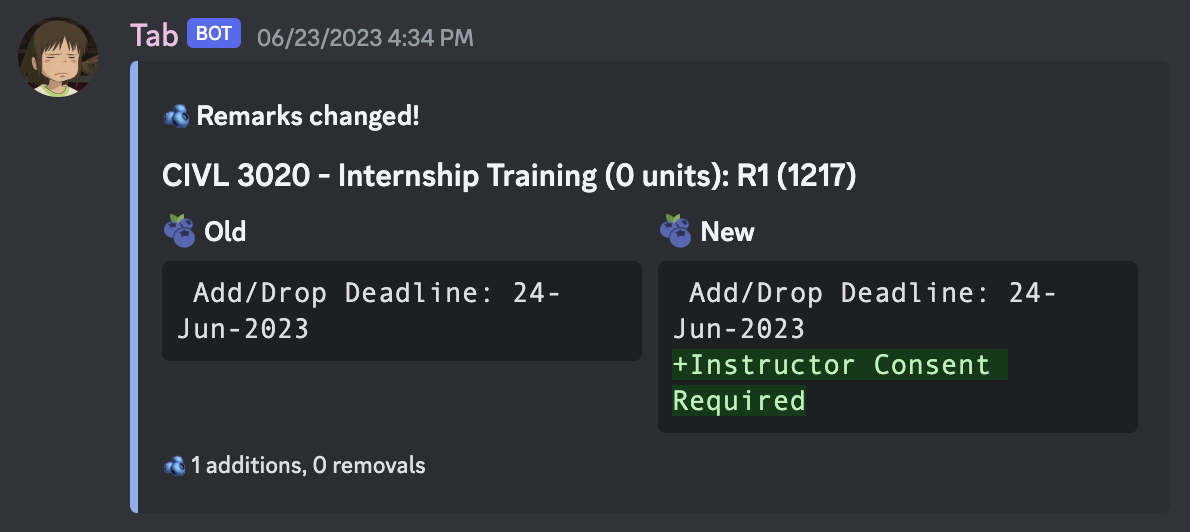 Tab BOT 06/23/2023 4:34 PM
Remarks changed!
CIVL 3020 - Internship Training (0 units): R1 (1217)
Old
Add/Drop Deadline: 24-
Jun-2023
New
Add/Drop Deadline: 24-
Jun-2023
+Instructor Consent
Required
1 additions, 0 removals